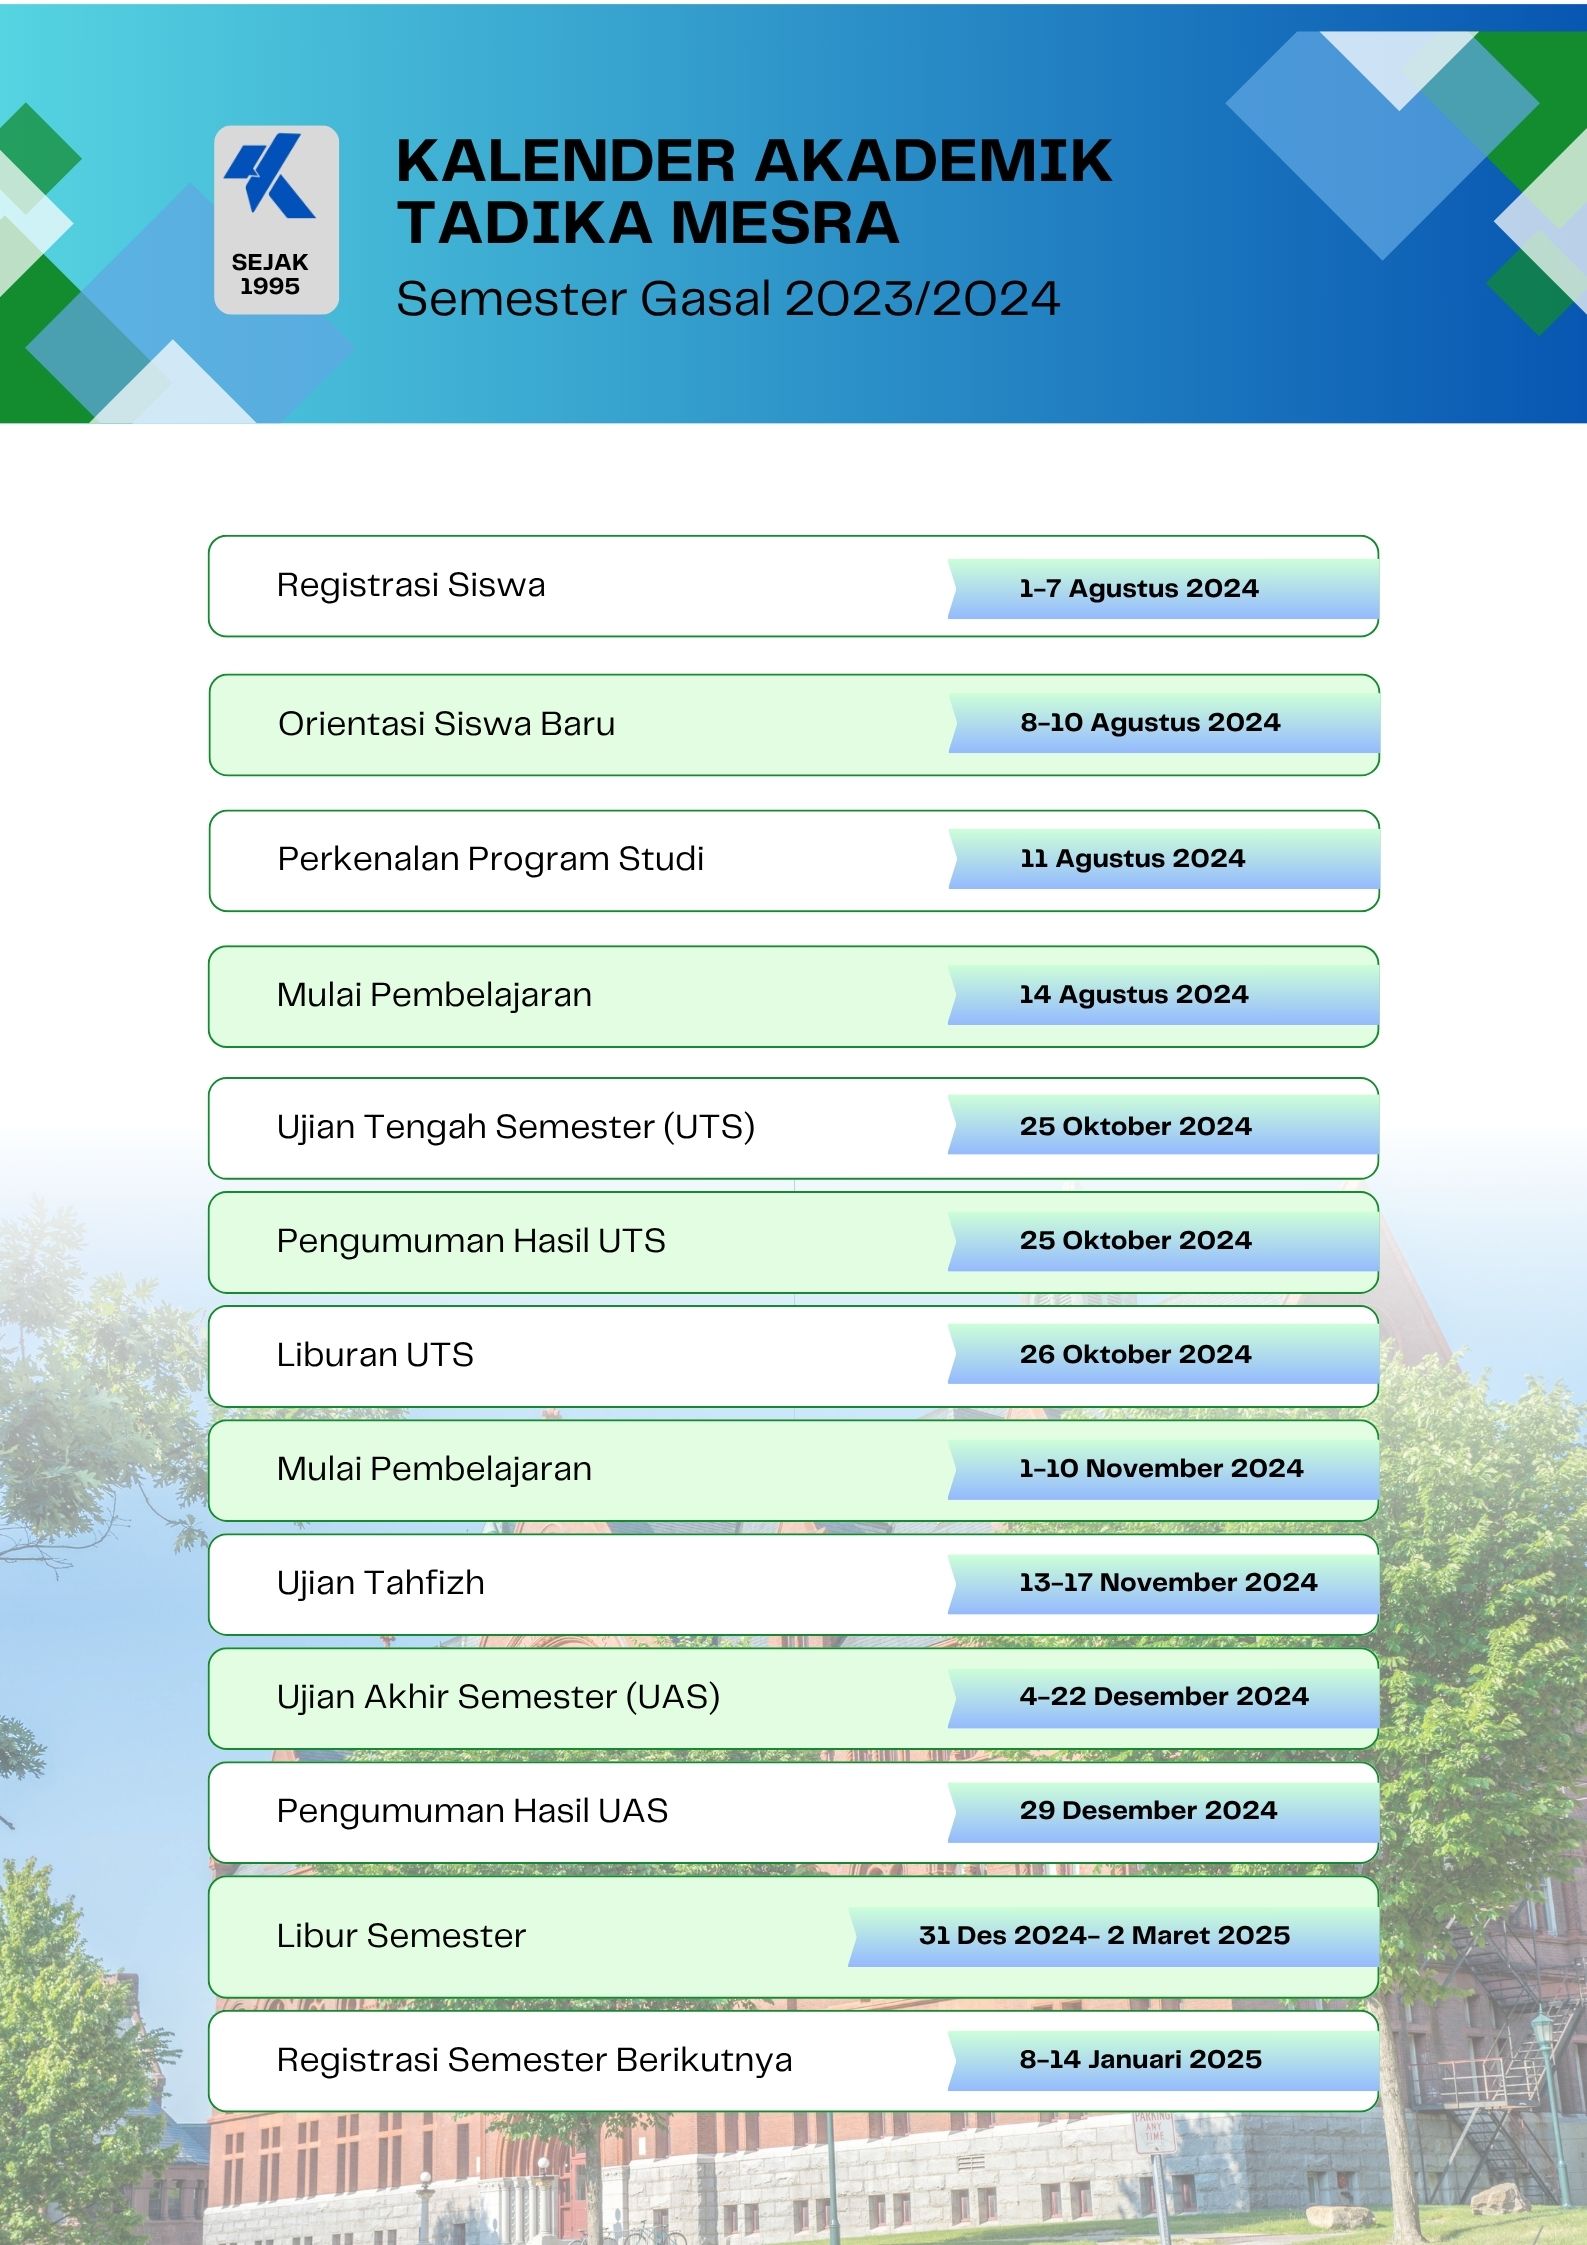 SEJAK
1995
KALENDER AKADEMIK
TADIKA MESRA
Semester Gasal 2023/2024
Registrasi Siswa
1-7 Agustus 2024
Orientasi Siswa Baru
8-10 Agustus 2024
Perkenalan Program Studi
11 Agustus 2024
Mulai Pembelajaran
14 Agustus 2024
Ujian Tengah Semester (UTS)
25 Oktober 2024
Pengumuman Hasil UTS
25 Oktober 2024
Liburan UTS
26 Oktober 2024
Mulai Pembelajaran
1-10 November 2024
Ujian Tahfizh
13-17 November 2024
Ujian Akhir Semester (UAS)
4-22 Desember 2024
Pengumuman Hasil UAS
29 Desember 2024
Libur Semester
31 Des 2024- 2 Maret 2025
Registrasi Semester Berikutnya
8-14 Januari 2025
PARKING
ANY
TIME